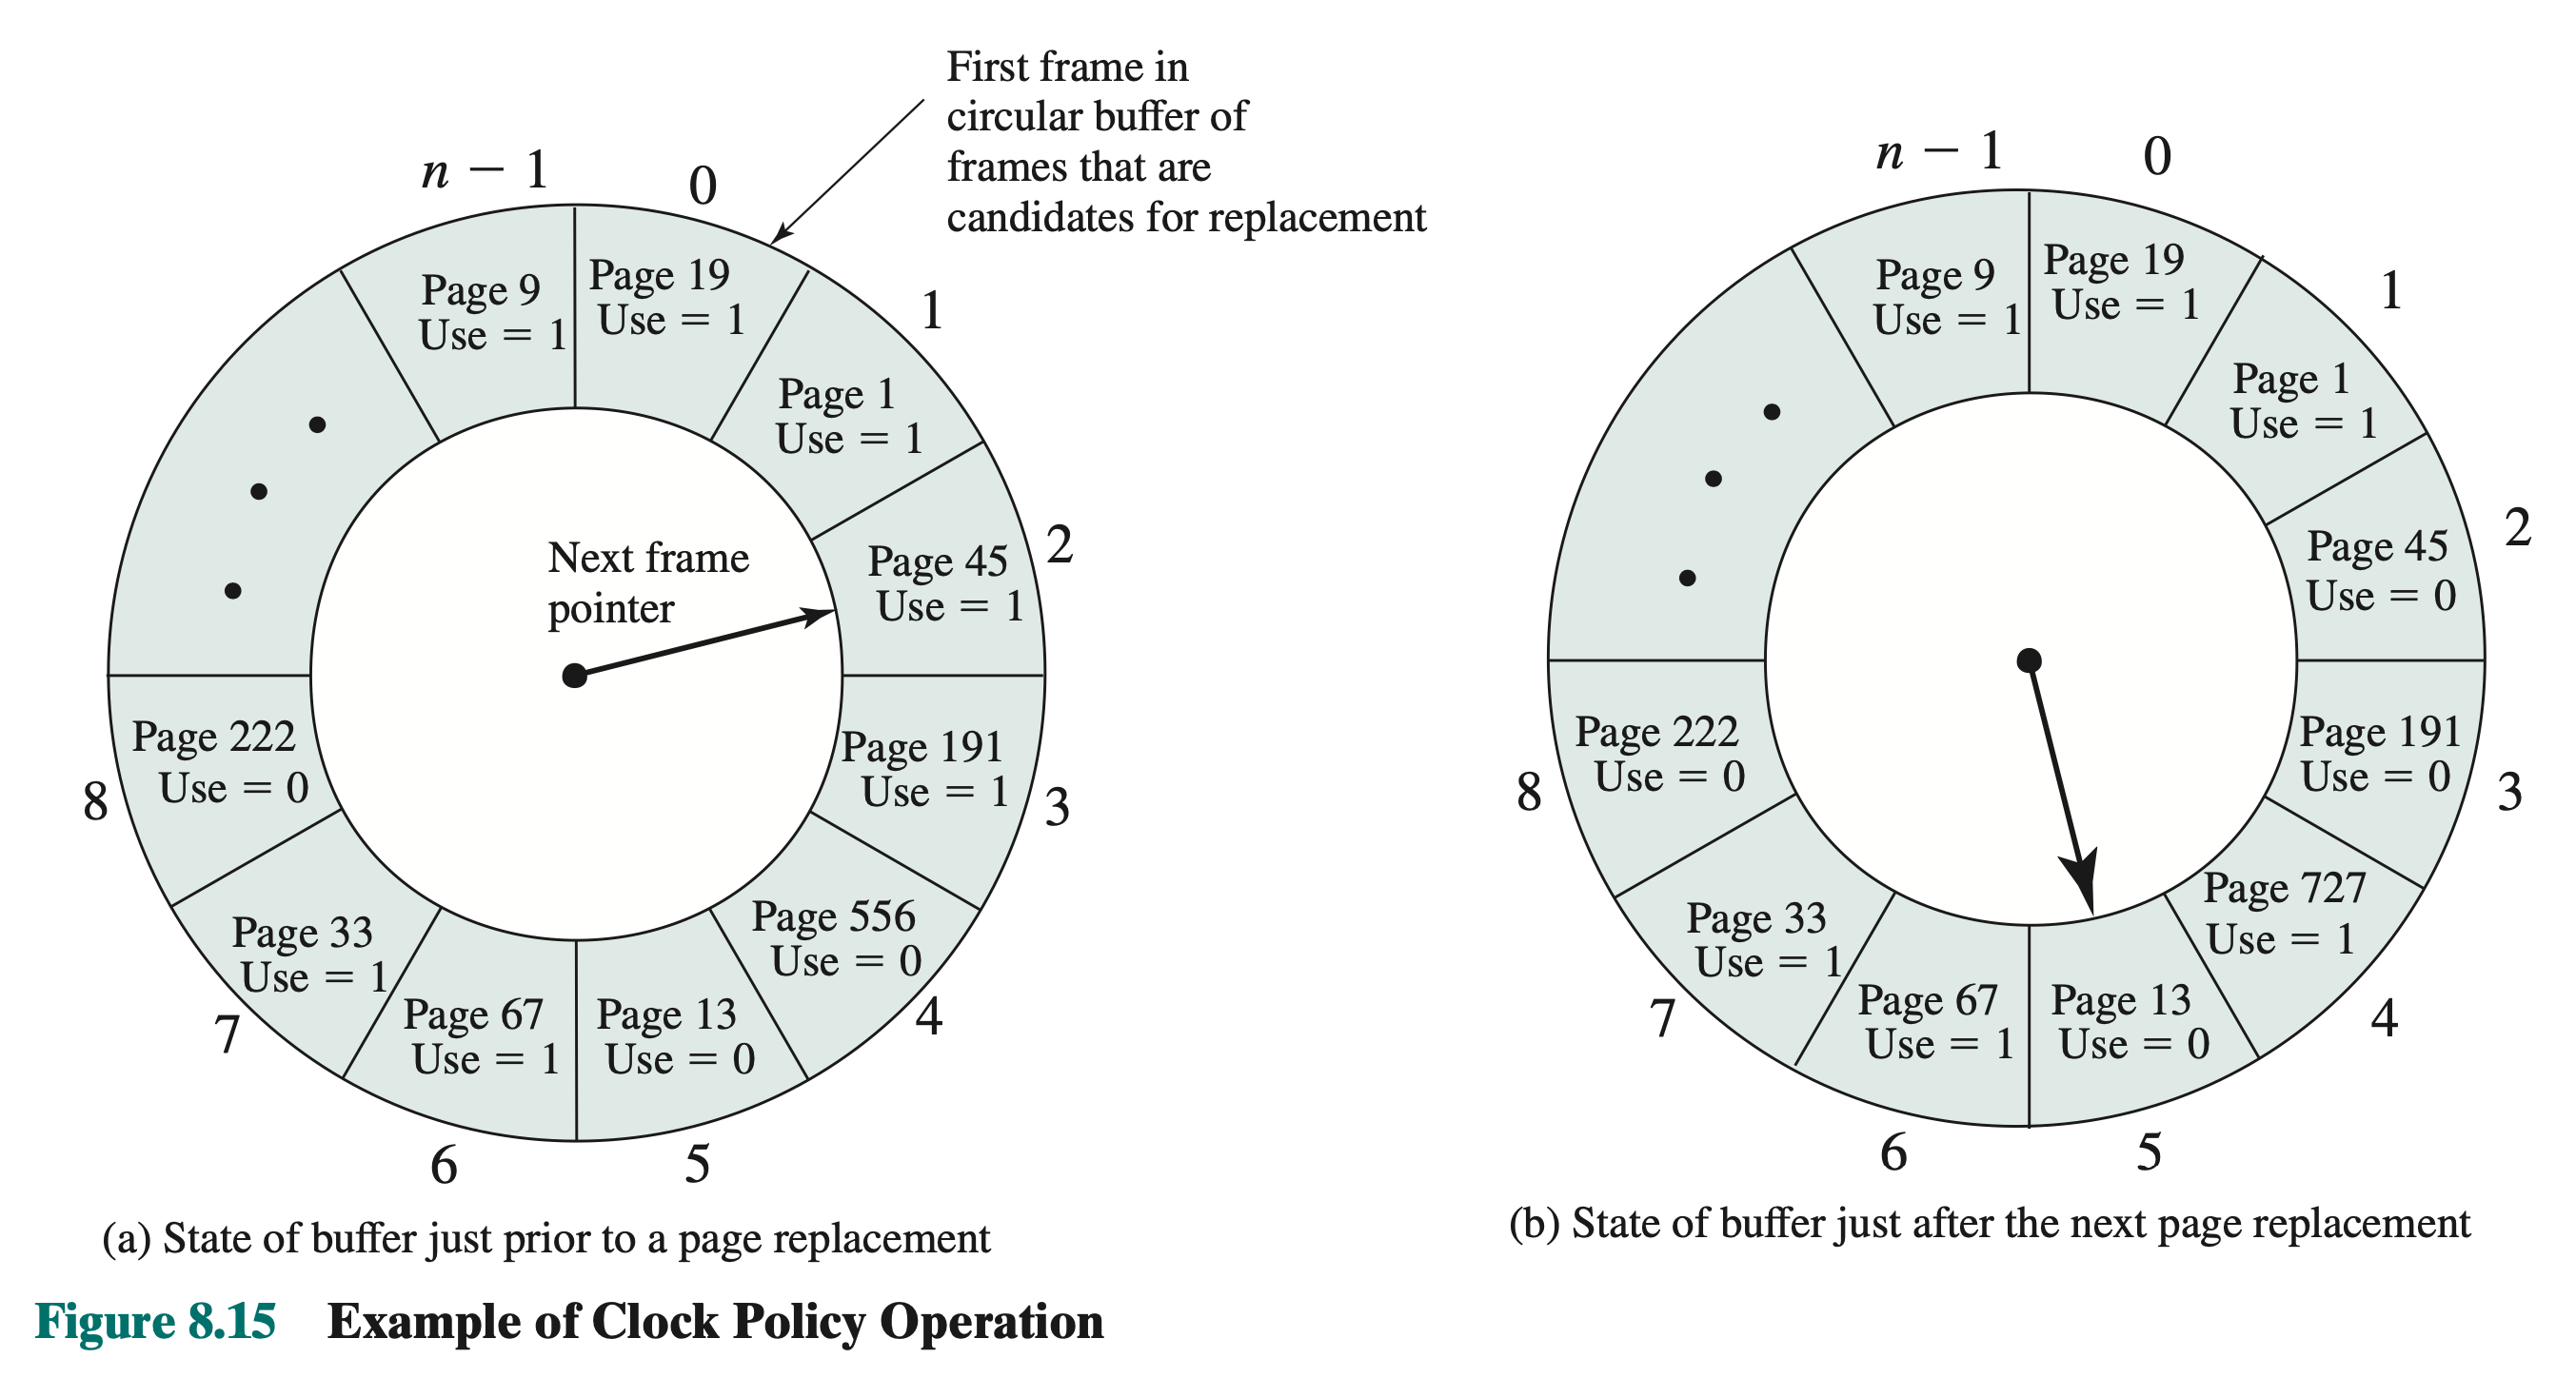 First frame in
circular buffer of
frames that are
candidates for replacement
n − 1
0
1
2
3
4
5
6
7
8
Page 9
Use = 1
Page 19
Use = 1
Page 1
Use = 1
Page 45
Use = 1
Page 191
Use = 1
Page 556
Use = 0
Page 13
Use = 0
Page 67
Use = 1
Page 33
Use = 1
Page 222
Use = 0
Next frame
pointer
(a) State of buffer just prior to a page replacement
n − 1
0
1
2
3
4
5
6
7
8
Page 9
Use = 1
Page 19
Use = 1
Page 1
Use = 1
Page 45
Use = 0
Page 191
Use = 0
Page 727
Use = 1
Page 13
Use = 0
Page 67
Use = 1
Page 33
Use = 1
Page 222
Use = 0
(b) State of buffer just after the next page replacement
Figure 8.15 Example of Clock Policy Operation